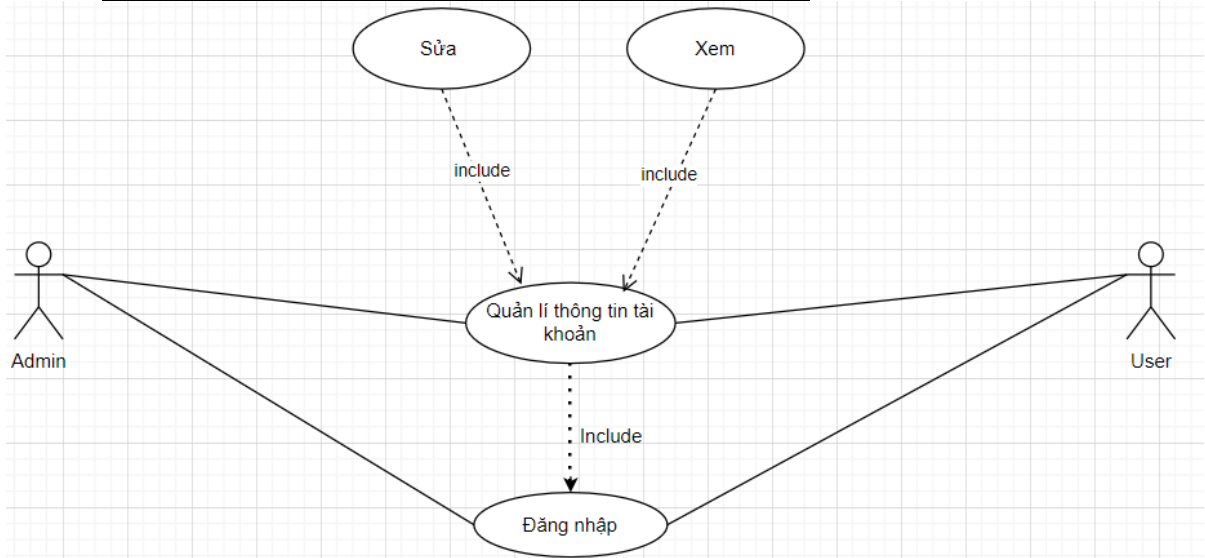 Sửa
Xem
include
include
Quản lí thông tin tài
khoản
Admin
User
Include
Đăng nhập